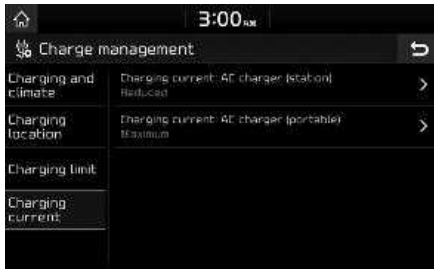 3:00 AM
Charge management
Charging and
climate
Charging current: AC charger (station)
Reduced
Charging
location
Charging current: AC charger (portable)
Maximum
Charging limit
Charging
current